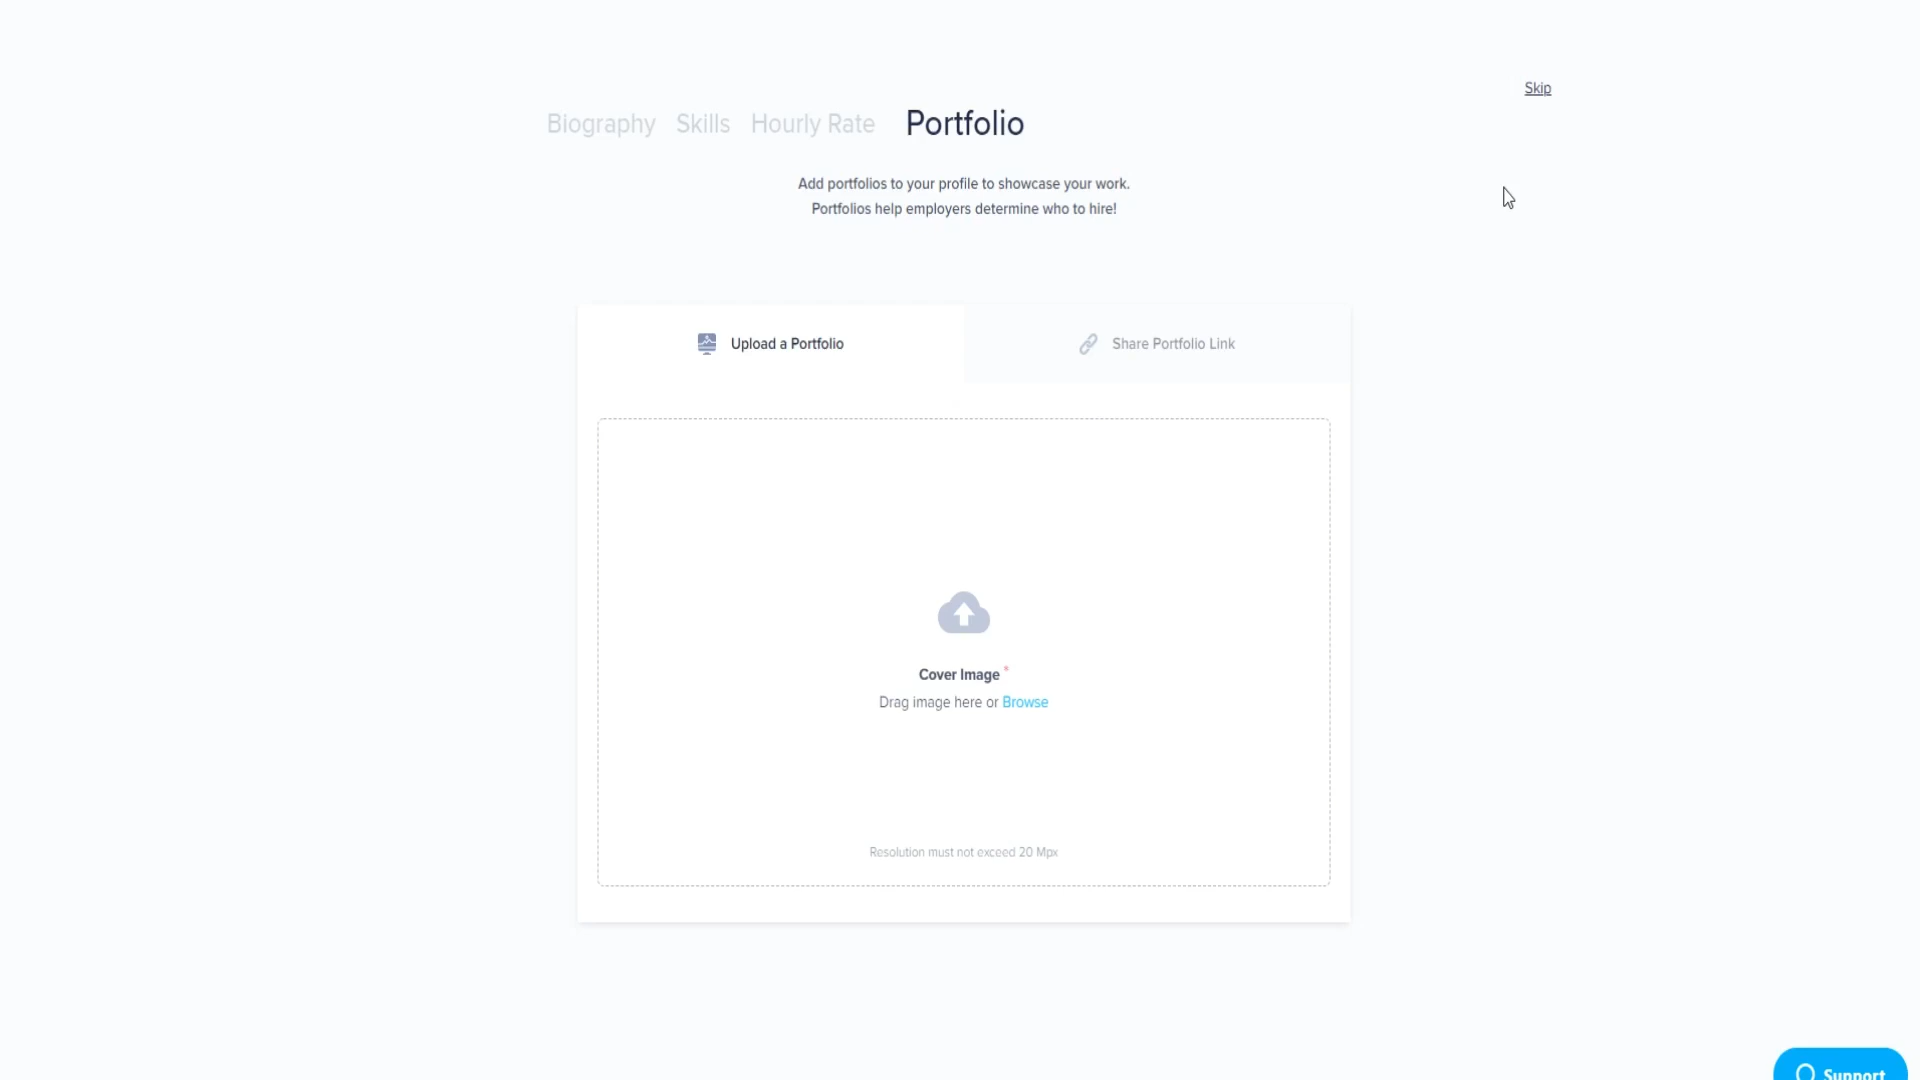 Skip
Biography Skills Hourly Rate Portfolio
Add portfolios to your profile to showcase your work.
Portfolios help employers determine who to hire!
Upload a Portfolio Share Portfolio Link
Cover Image *
Drag image here or Browse
Resolution must not exceed 20 Mpx
Support